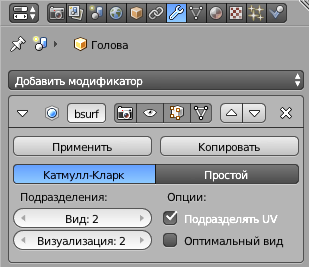 Голова
Добавить модификатор
bsurf
Применить Копировать
Катмулл-Кларк Простой
Подразделения: Опции:
Вид: 2 Подразделять UV
Визуализация: 2 Оптимальный вид